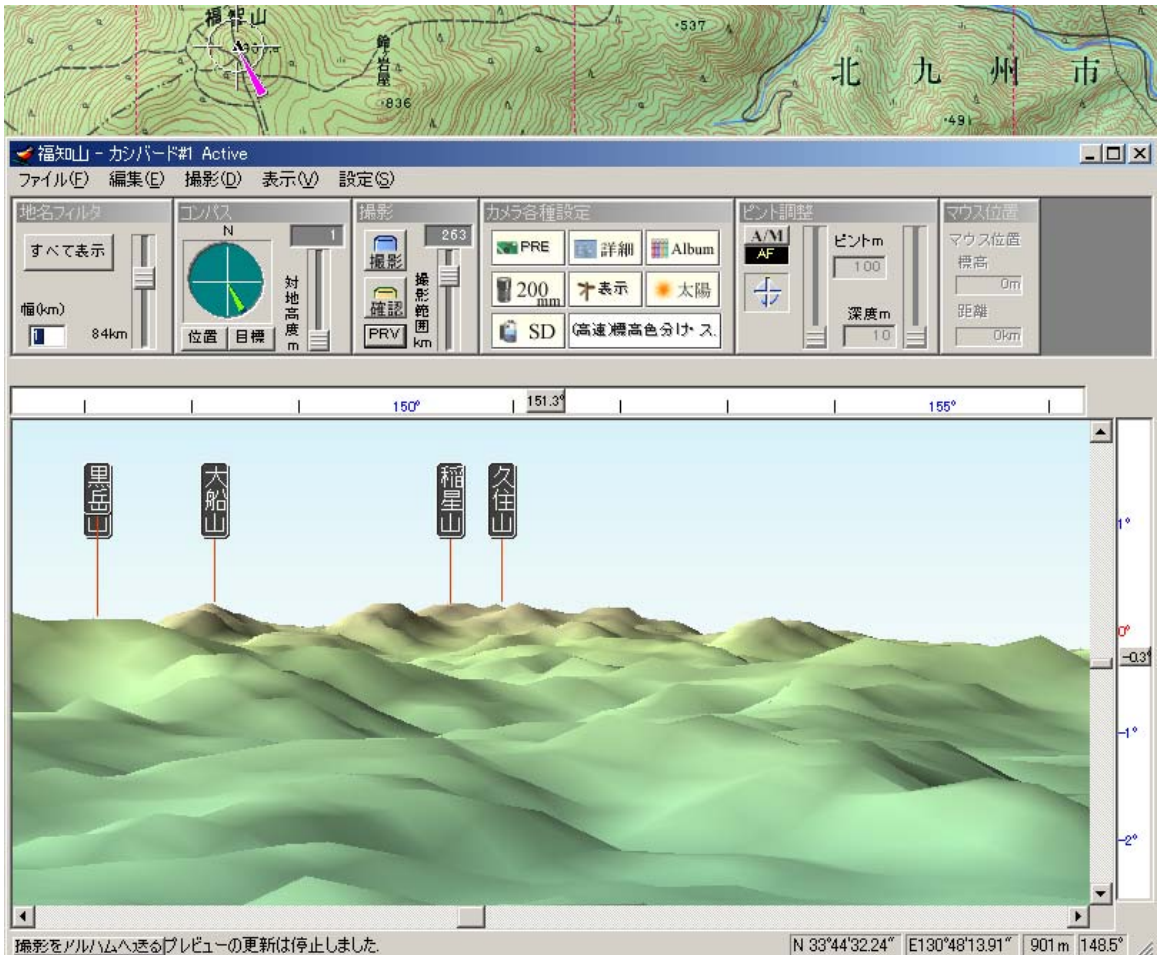 福智山
鈴ヶ岩屋
・836
・537
北九州市
・491
福知山 - カシバード#1 Active
ファイル(F) 編集(E) 撮影(D) 表示(V) 設定(S)
地名フィルタ
すべて表示
幅(km)
1
84km
コンパス
N
1
対地高度m
位置 目標
撮影
263
撮影
確認
PRV
撮影範囲km
カメラ各種設定
PRE 詳細 Album
200mm 表示 太陽
SD (高速)標高色分け・ス.
ピント調整
A/M
AF
ピントm
100
深度m
10
マウス位置
マウス位置
標高
0m
距離
0km
150° 151.3° 155°
黒岳山 大船山 稲星山 久住山
1°
0°
-0.3°
-1°
-2°
撮影をアルバムへ送る プレビューの更新は停止しました.
N 33°44'32.24" E130°48'13.91" 901m 148.5°